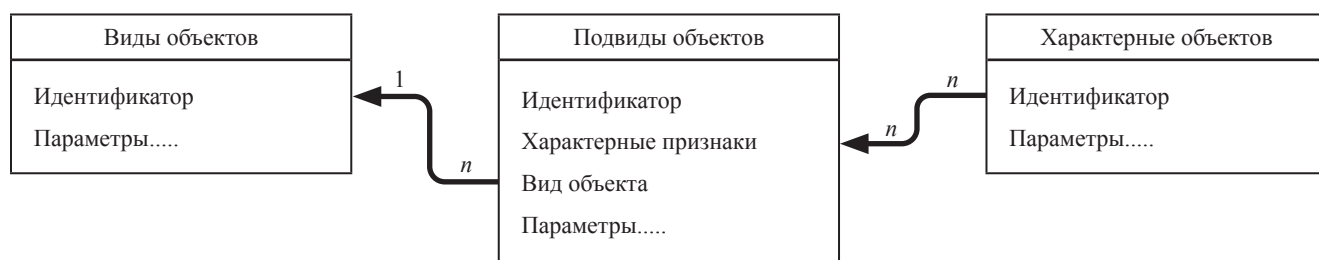 Виды объектов
Идентификатор
Параметры.....
1
n
Подвиды объектов
Идентификатор
Характерные признаки
Вид объекта
Параметры.....
n
n
Характерные объектов
Идентификатор
Параметры.....